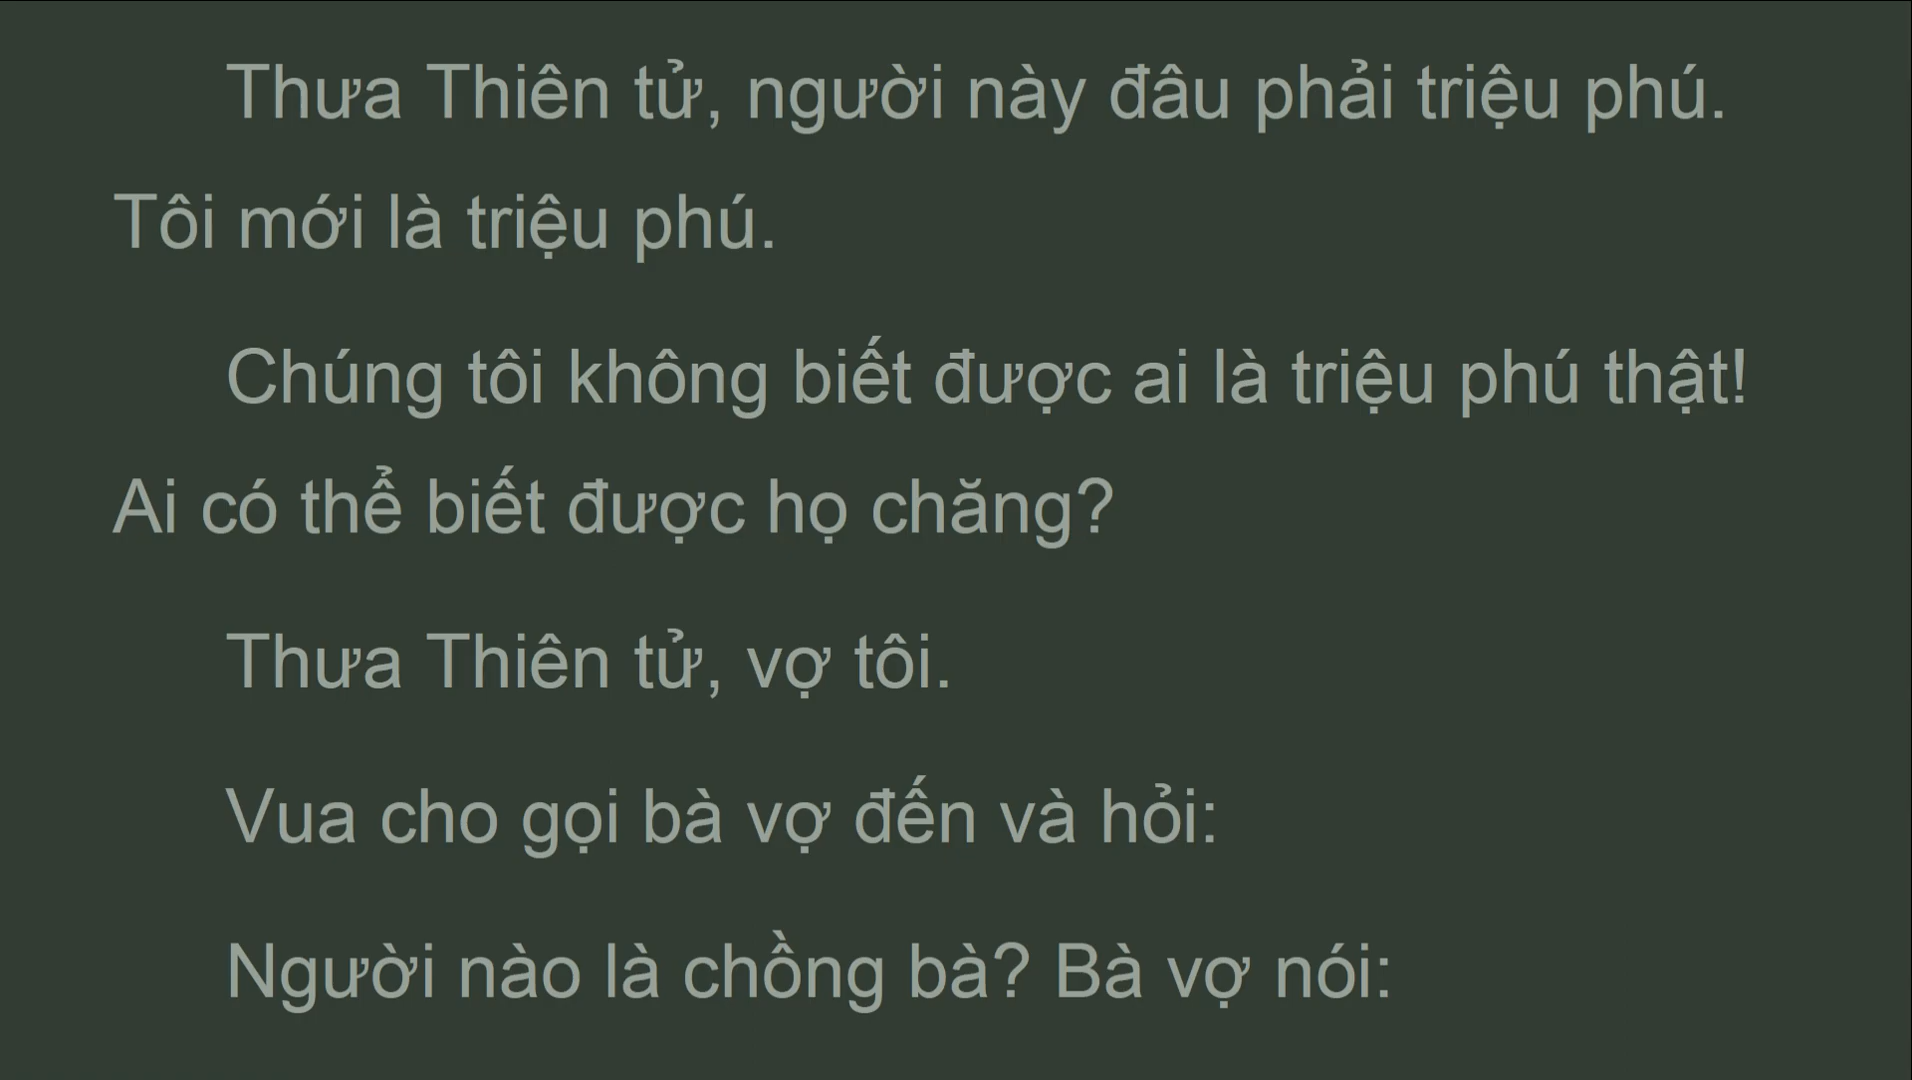 Thưa Thiên tử, người này đâu phải triệu phú.
Tôi mới là triệu phú.
Chúng tôi không biết được ai là triệu phú thật!
Ai có thể biết được họ chăng?
Thưa Thiên tử, vợ tôi.
Vua cho gọi bà vợ đến và hỏi:
Người nào là chồng bà? Bà vợ nói: